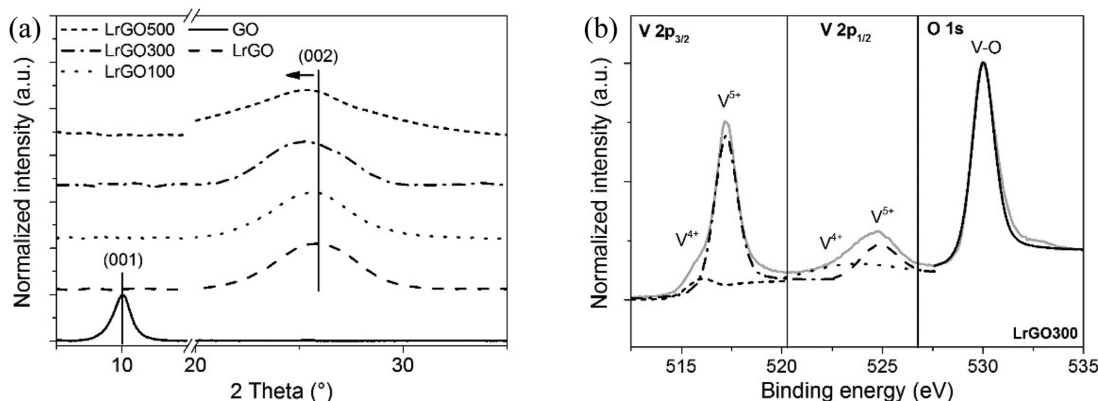 (a)
LrGO500 GO
LrGO300 LrGO
LrGO100
(002)
(001)
Normalized intensity (a.u.)
10 20 30
2 Theta (°)
(b)
V 2p3/2 V 2p1/2 O 1s
V-O
V5+
V4+
V4+
V5+
Normalized intensity (a.u.)
LrGO300
515 520 525 530 535
Binding energy (eV)